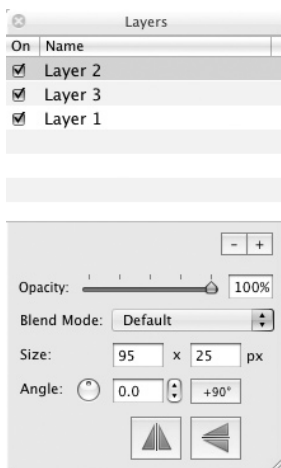 Layers
On Name
Layer 2
Layer 3
Layer 1
- +
Opacity: 100%
Blend Mode: Default
Size: 95 x 25 px
Angle: 0.0 +90°